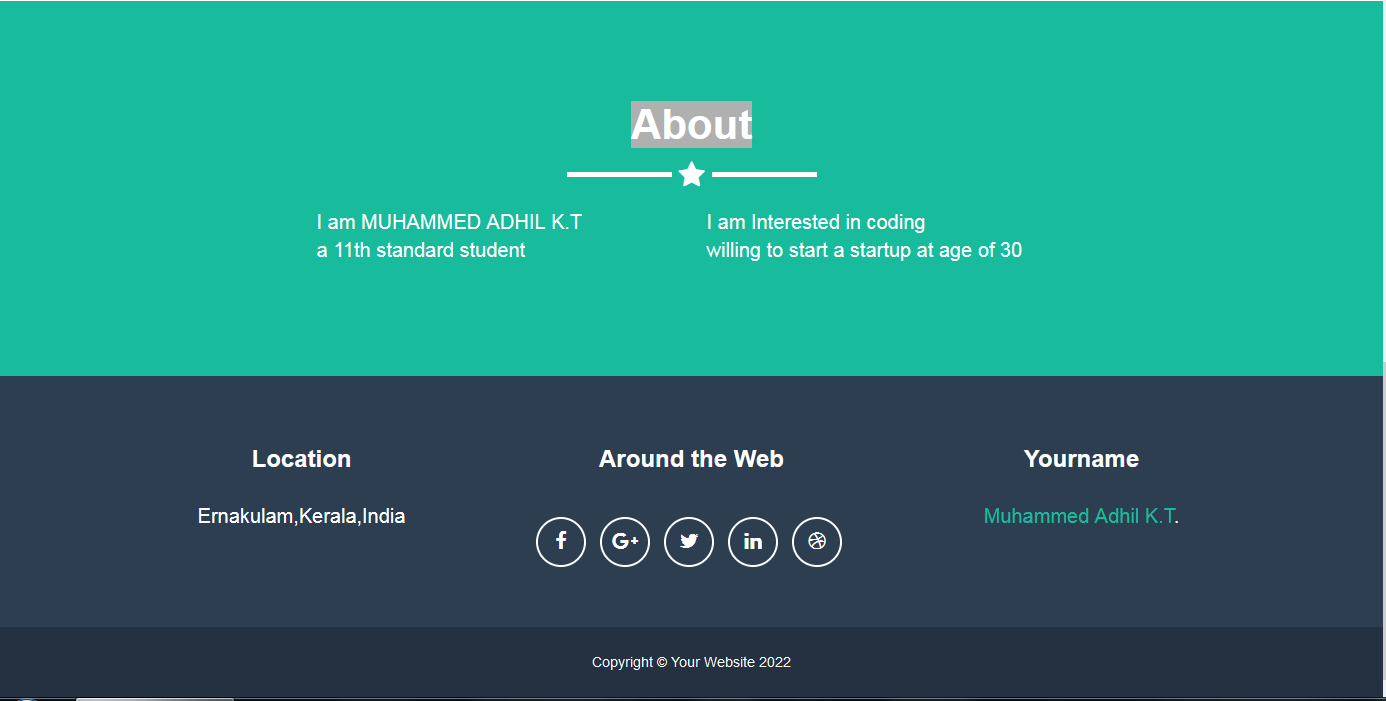 About
I am MUHAMMED ADHIL K.T
a 11th standard student
I am Interested in coding
willing to start a startup at age of 30
Location
Ernakulam,Kerala,India
Around the Web
f
G+
in
Yourname
Muhammed Adhil K.T.
Copyright © Your Website 2022